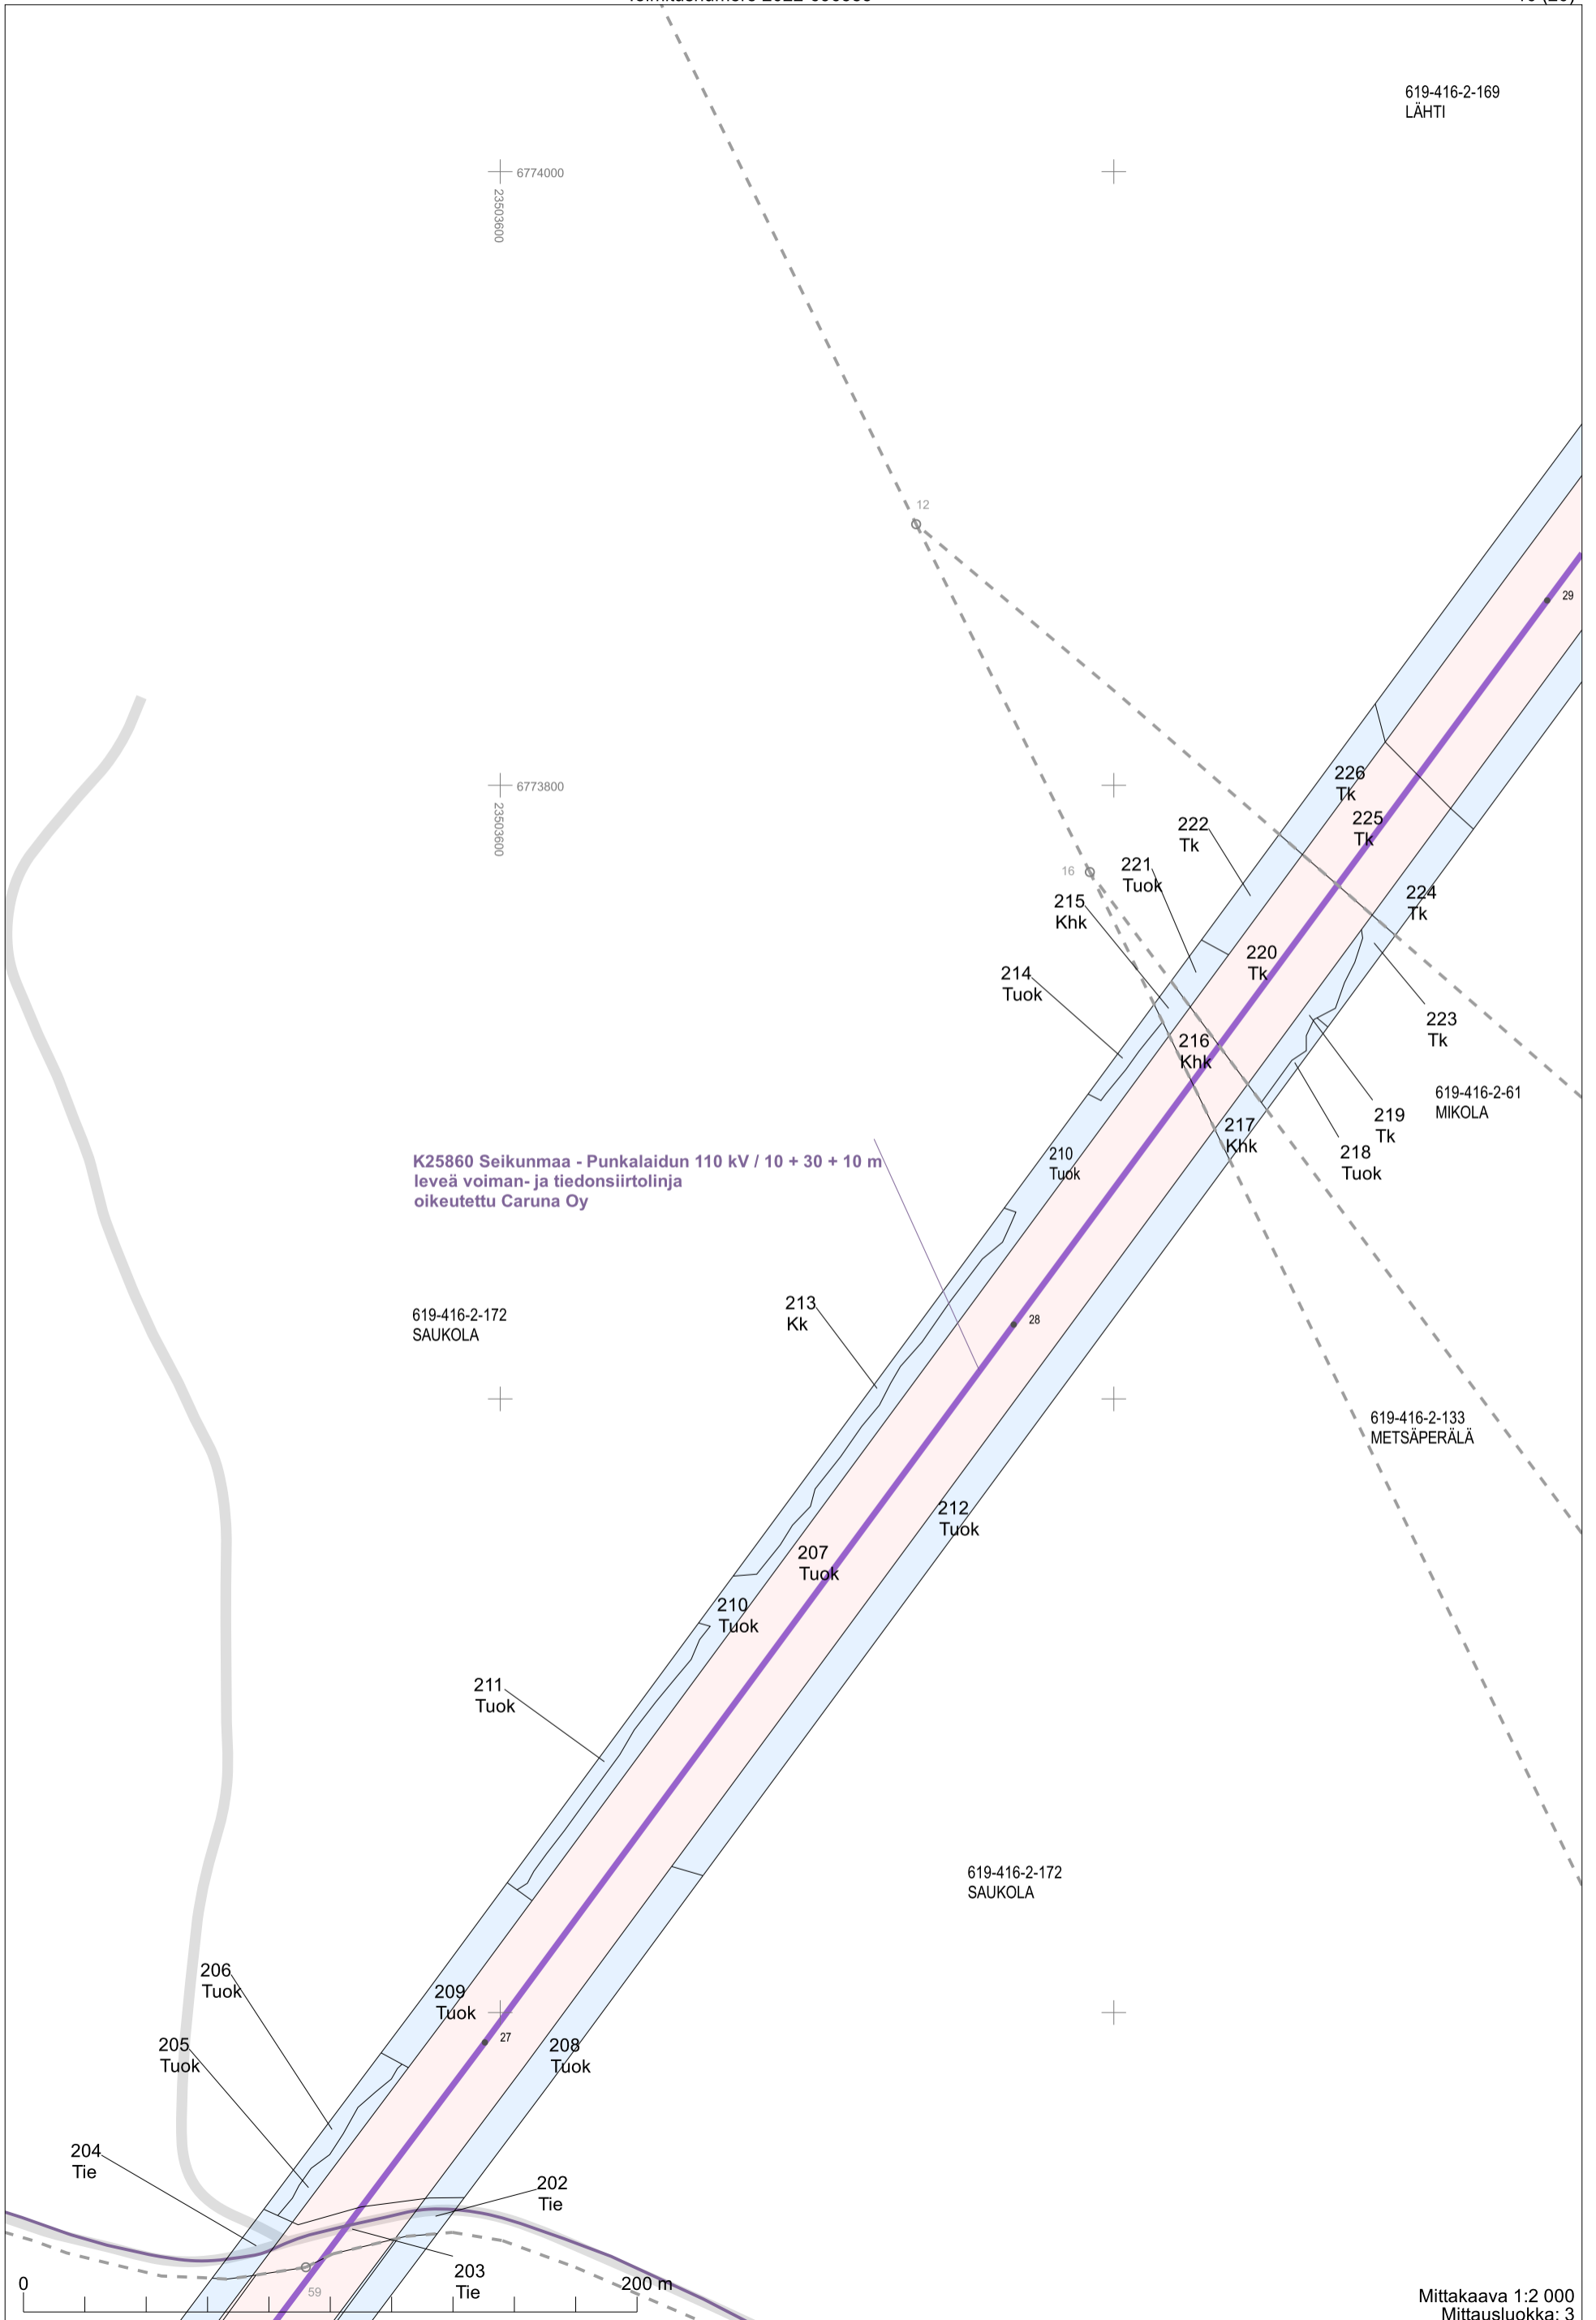 619-416-2-169
LÄHTI
6774000
23503600
12
29
6773800
23503600
226
Tk
225
Tk
222
Tk
221
Tuok
16
215
Khk
224
Tk
220
Tk
214
Tuok
223
Tk
216
Khk
619-416-2-61
MIKOLA
219
Tk
217
Khk
218
Tuok
210
Tuok
K25860 Seikunmaa - Punkalaidun 110 kV / 10 + 30 + 10 m
leveä voiman- ja tiedonsiirtolinja
oikeutettu Caruna Oy
213
Kk
28
619-416-2-172
SAUKOLA
619-416-2-133
METSÄPERÄLÄ
212
Tuok
207
Tuok
210
Tuok
211
Tuok
619-416-2-172
SAUKOLA
206
Tuok
209
Tuok
27
205
Tuok
208
Tuok
204
Tie
202
Tie
203
Tie
59
0
200 m
Mittakaava 1:2 000
Mittausluokka: 3